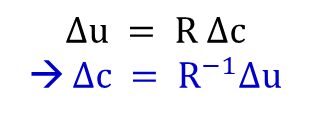 Δu = R Δc
→ Δc = R⁻¹Δu